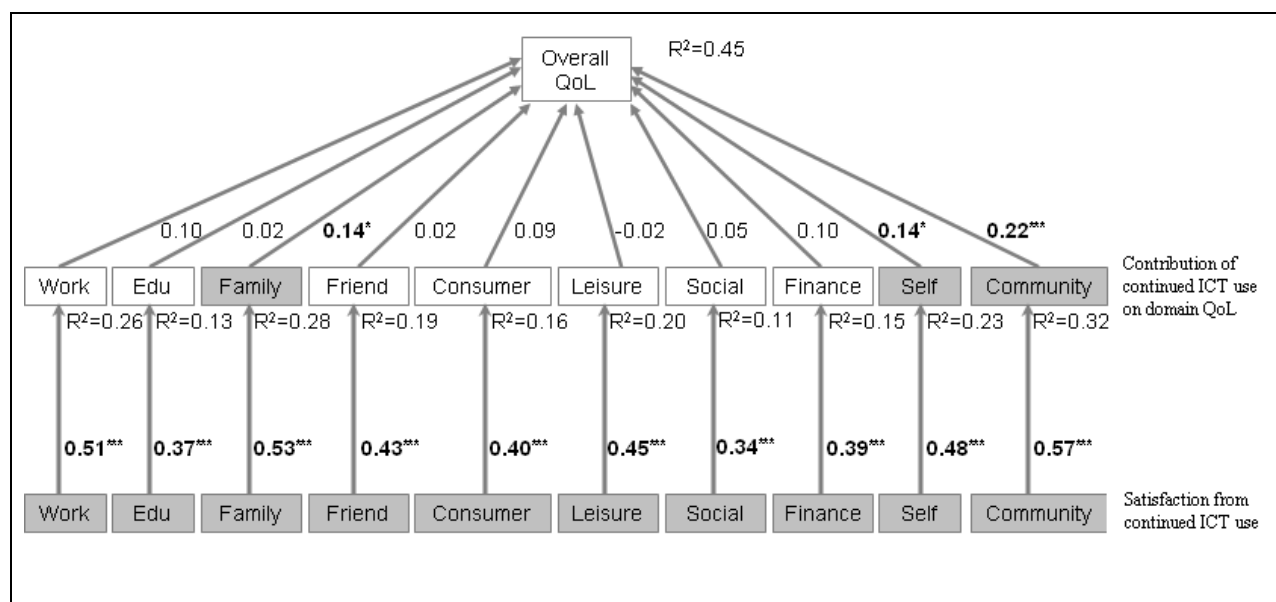 Overall
QoL
R²=0.45
0.10 0.02 0.14* 0.02 0.09 -0.02 0.05 0.10 0.14* 0.22***
Work Edu Family Friend Consumer Leisure Social Finance Self Community
Contribution of
continued ICT use
on domain QoL
R²=0.26 R²=0.13 R²=0.28 R²=0.19 R²=0.16 R²=0.20 R²=0.11 R²=0.15 R²=0.23 R²=0.32
0.51*** 0.37*** 0.53*** 0.43*** 0.40*** 0.45*** 0.34*** 0.39*** 0.48*** 0.57***
Work Edu Family Friend Consumer Leisure Social Finance Self Community
Satisfaction from
continued ICT use